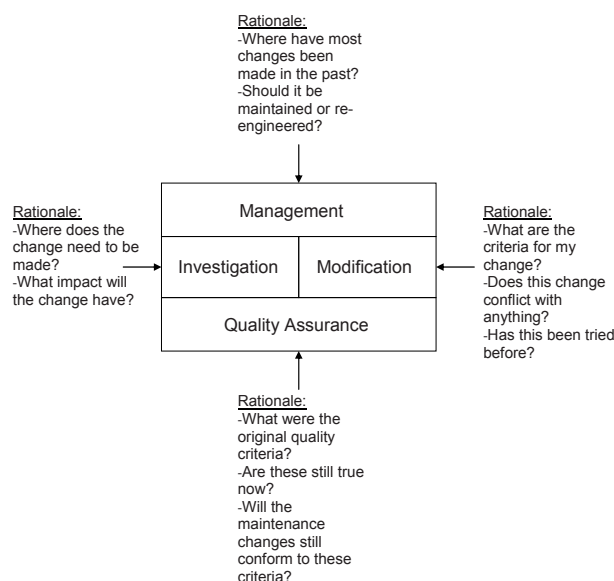 Rationale:
-Where have most
changes been
made in the past?
-Should it be
maintained or re-
engineered?
Management
Rationale:
-Where does the
change need to be
made?
-What impact will
the change have?
Investigation
Modification
Rationale:
-What are the
criteria for my
change?
-Does this change
conflict with
anything?
-Has this been tried
before?
Quality Assurance
Rationale:
-What were the
original quality
criteria?
-Are these still true
now?
-Will the
maintenance
changes still
conform to these
criteria?